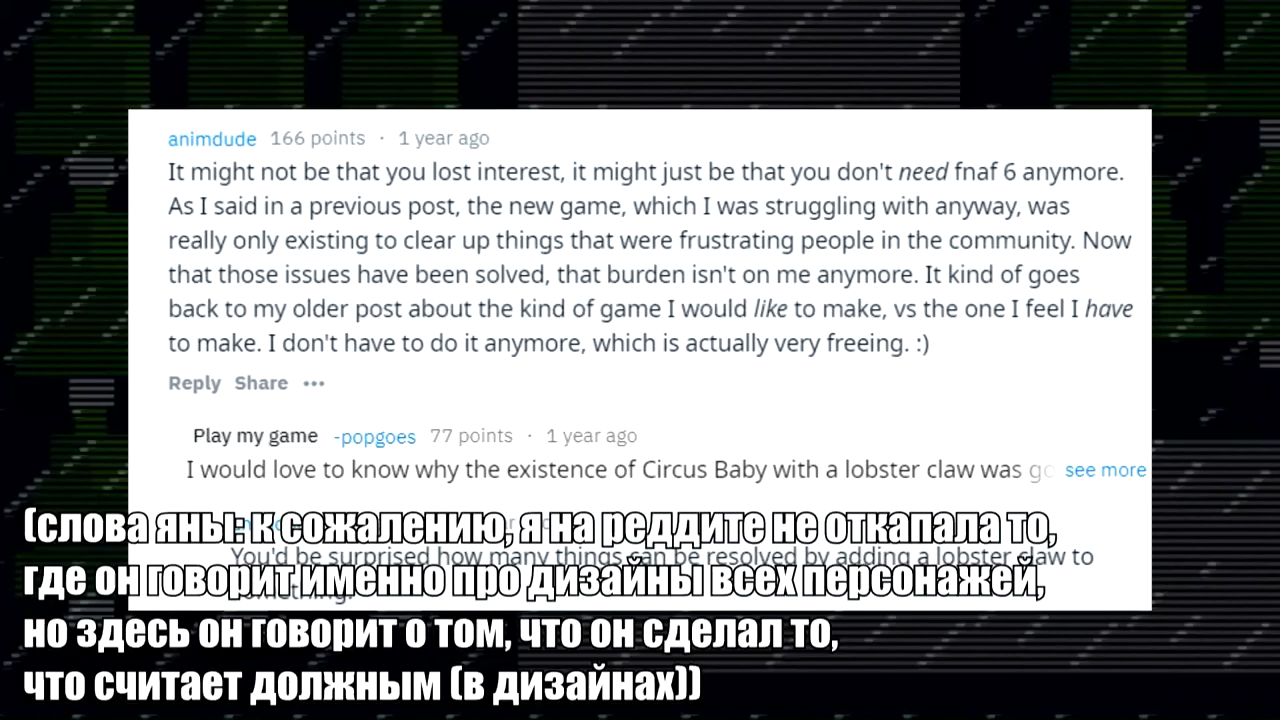 animdude 166 points · 1 year ago
It might not be that you lost interest, it might just be that you don't need fnaf 6 anymore.
As I said in a previous post, the new game, which I was struggling with anyway, was
really only existing to clear up things that were frustrating people in the community. Now
that those issues have been solved, that burden isn't on me anymore. It kind of goes
back to my older post about the kind of game I would like to make, vs the one I feel I have
to make. I don't have to do it anymore, which is actually very freeing. :)
Reply Share •••
Play my game -popgoes 77 points · 1 year ago
I would love to know why the existence of Circus Baby with a lobster claw was see more
You'd be surprised how many things can be resolved by adding a lobster claw to
something.
(слова яны: к сожалению, я на реддите не откапала то,
где он говорит именно про дизайны всех персонажей,
но здесь он говорит о том, что он сделал то,
что считает должным (в дизайнах))